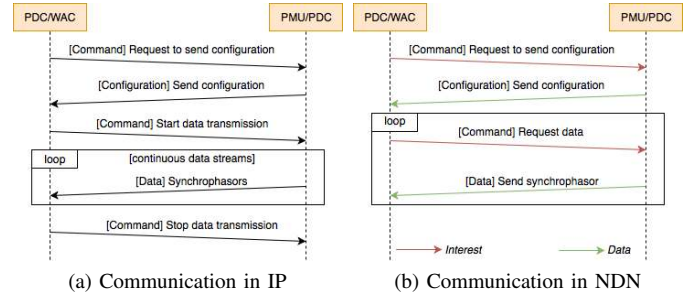 PDC/WAC
PMU/PDC
[Command] Request to send configuration
[Configuration] Send configuration
[Command] Start data transmission
loop
[continuous data streams]
[Data] Synchrophasors
[Command] Stop data transmission
(a) Communication in IP
PDC/WAC
PMU/PDC
[Command] Request to send configuration
[Configuration] Send configuration
loop
[Command] Request data
[Data] Send synchrophasor
Interest
Data
(b) Communication in NDN